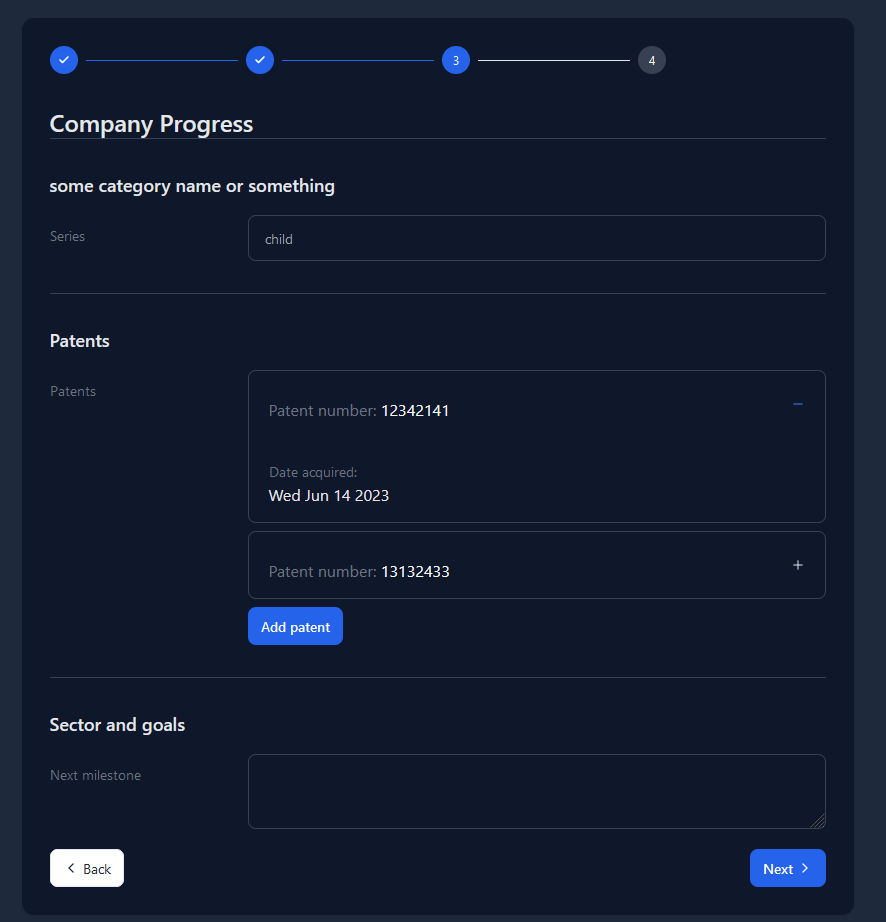 3
4
Company Progress
some category name or something
Series
child
Patents
Patents
Patent number: 12342141
Date acquired:
Wed Jun 14 2023
Patent number: 13132433
Add patent
Sector and goals
Next milestone
Back
Next